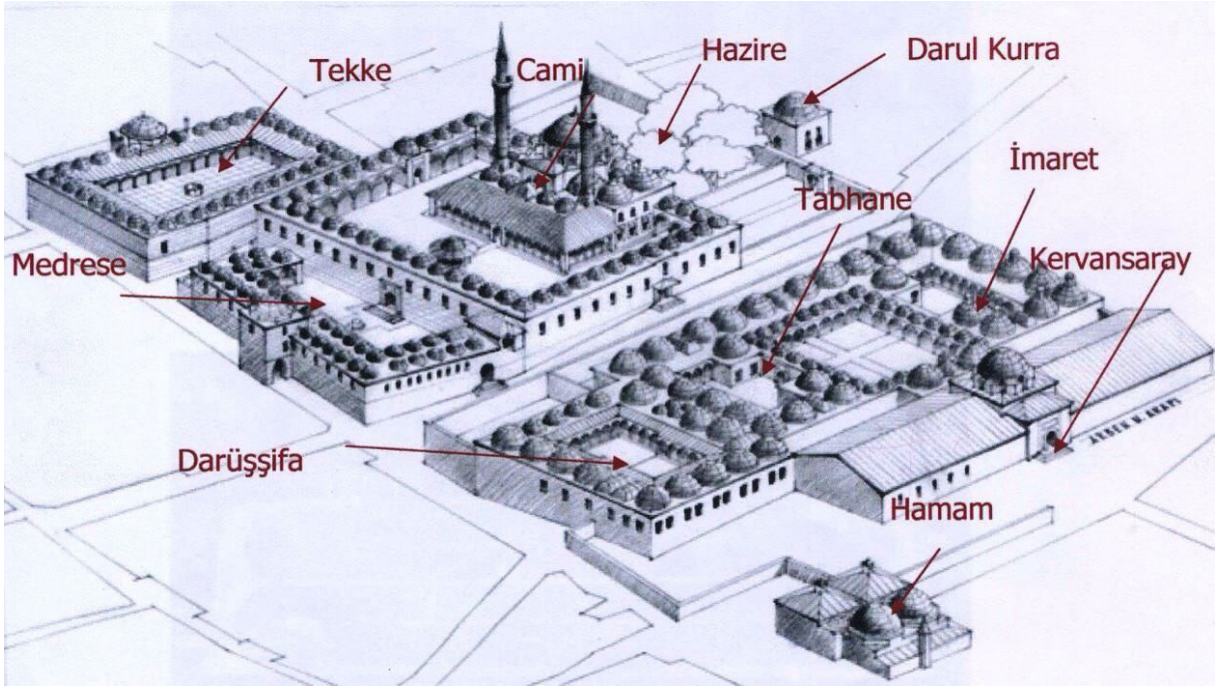 Tekke
Cami
Hazire
Darul Kurra
İmaret
Tabhane
Kervansaray
Medrese
Darüşşifa
Hamam